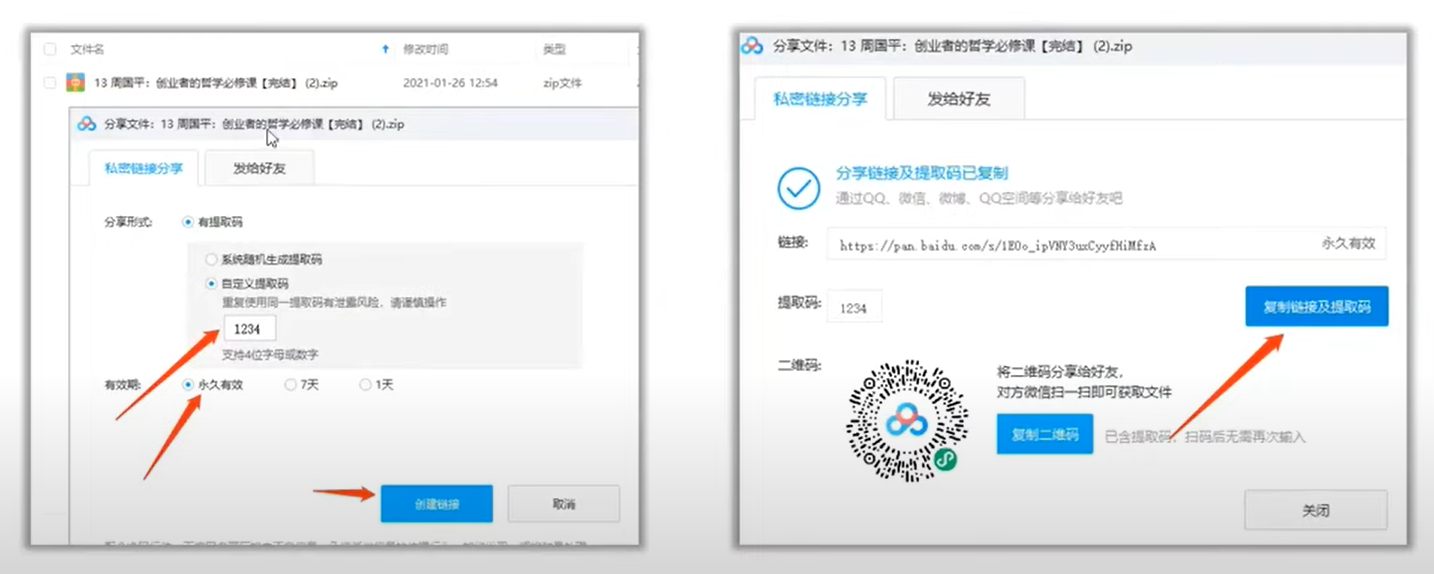 文件名 修改时间 类型
13 周国平：创业者的哲学必修课【完结】 (2).zip 2021-01-26 12:54 zip文件
分享文件：13 周国平：创业者的哲学必修课【完结】 (2).zip
私密链接分享 发给好友
分享形式: 有提取码
系统随机生成提取码
自定义提取码
重复使用同一提取码有泄露风险，请谨慎操作
1234
支持4位字母或数字
有效期: 永久有效 7天 1天
创建链接 取消
分享文件：13 周国平：创业者的哲学必修课【完结】 (2).zip
私密链接分享 发给好友
分享链接及提取码已复制
通过QQ、微信、微博、QQ空间等分享给好友吧
链接: https://pan.baidu.com/s/1EOo_ipVNY3uxCyyfHiMfzA 永久有效
提取码: 1234 复制链接及提取码
二维码:
将二维码分享给好友，
对方微信扫一扫即可获取文件
复制二维码 已含提取码，扫码后无需再次输入
关闭